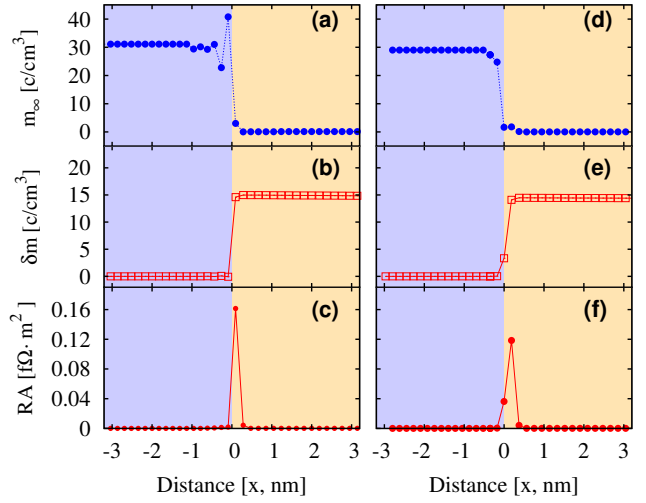 (a)
(d)
m∞ [c/cm³]
40
30
20
10
0
(b)
(e)
δm [c/cm³]
20
15
10
5
0
(c)
(f)
RA [fΩ· m²]
0.16
0.12
0.08
0.04
0
-3 -2 -1 0 1 2 3
-3 -2 -1 0 1 2 3
Distance [x, nm]
Distance [x, nm]